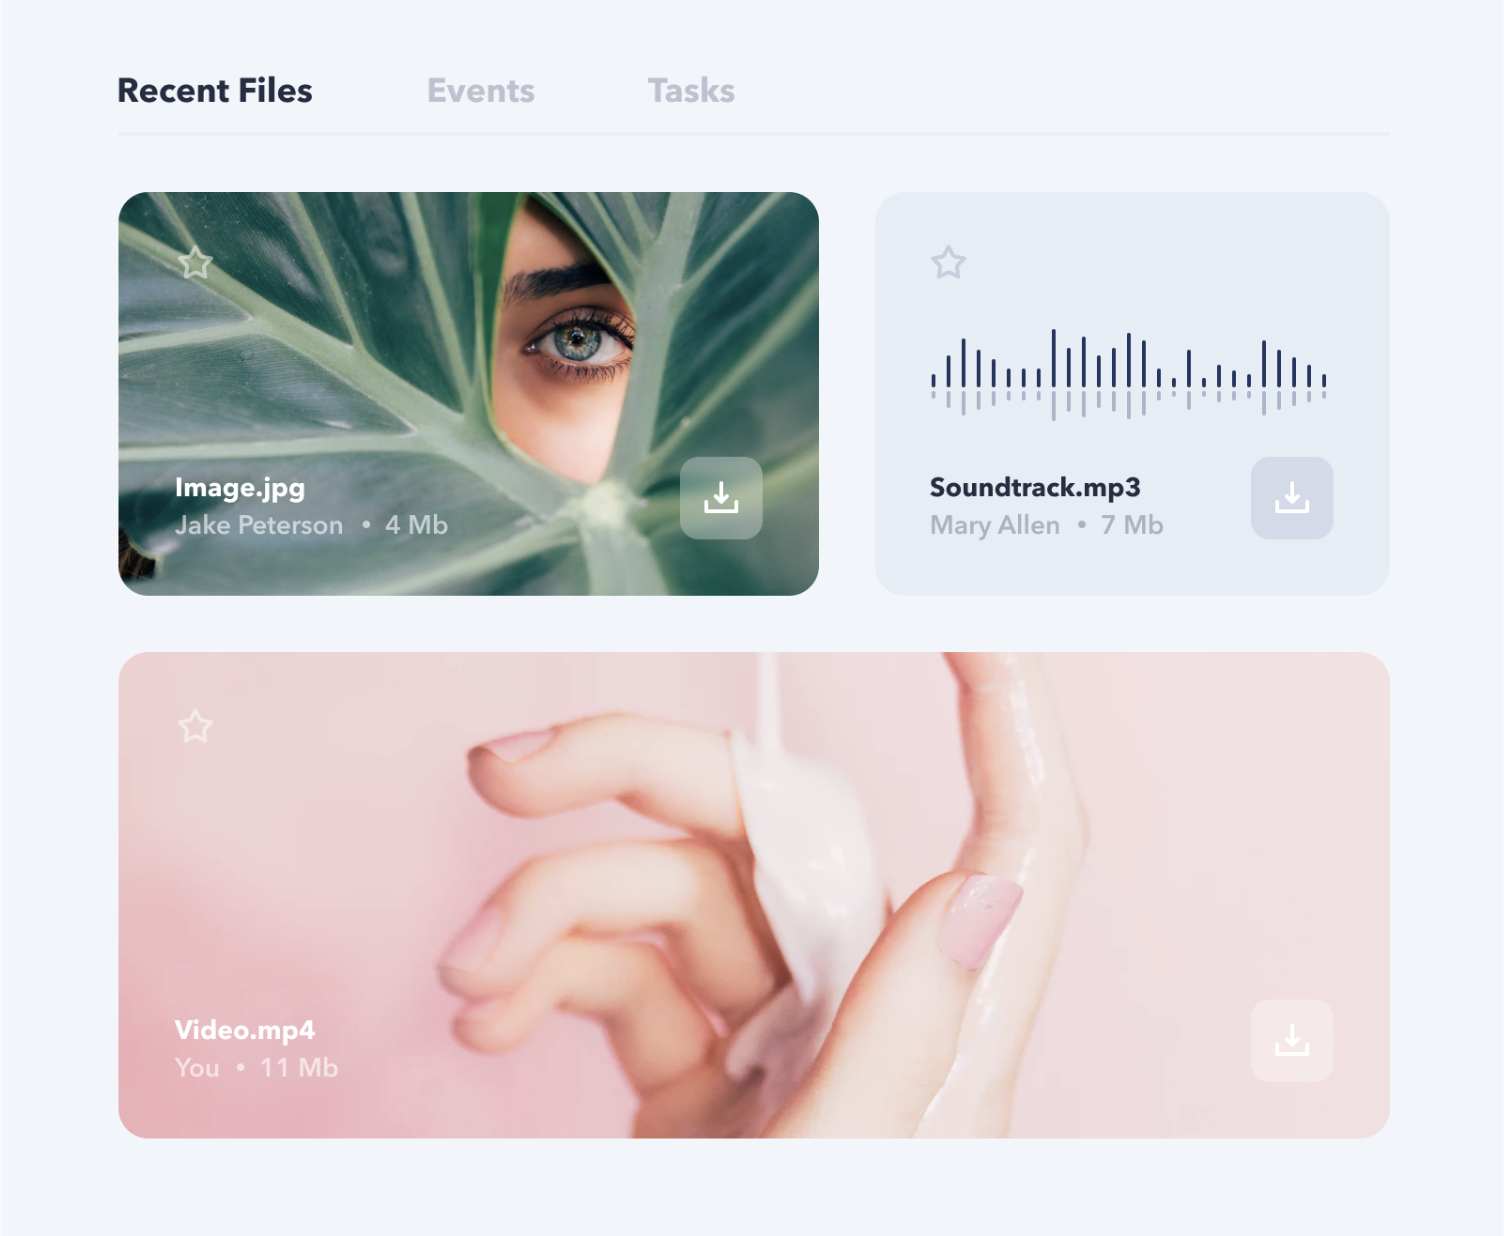 Recent Files
Events
Tasks
Image.jpg
Jake Peterson • 4 Mb
Soundtrack.mp3
Mary Allen • 7 Mb
Video.mp4
You • 11 Mb